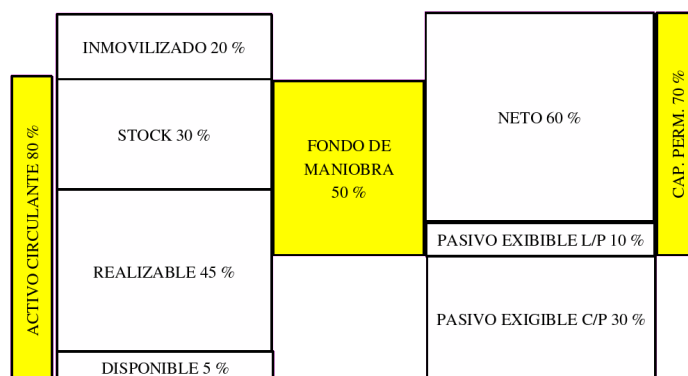 ACTIVO CIRCULANTE 80 %
INMOVILIZADO 20 %
STOCK 30 %
REALIZABLE 45 %
DISPONIBLE 5 %
FONDO DE
MANIOBRA
50 %
NETO 60 %
PASIVO EXIBIBLE L/P 10 %
PASIVO EXIGIBLE C/P 30 %
CAP. PERM. 70 %